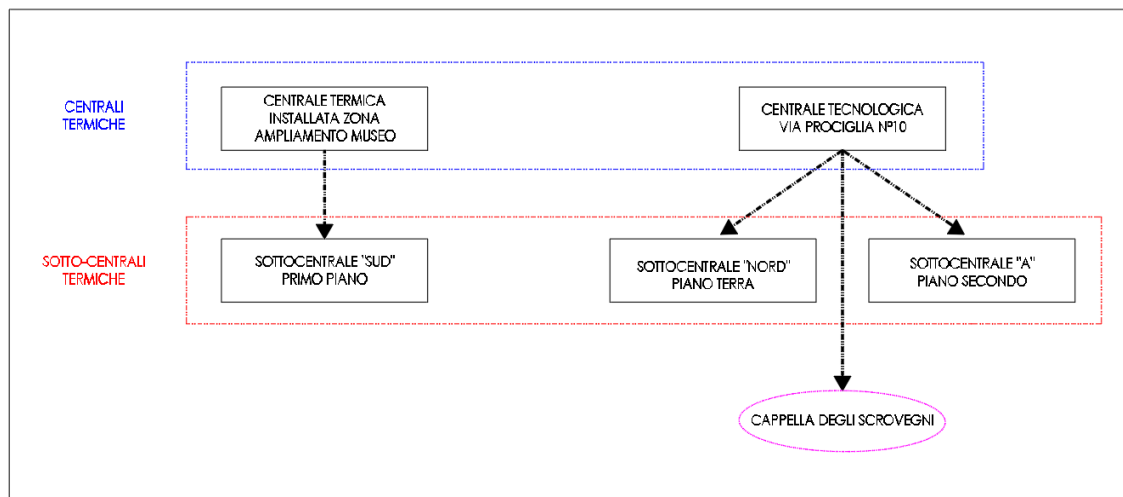 CENTRALI
TERMICHE
CENTRALE TERMICA
INSTALLATA ZONA
AMPLIAMENTO MUSEO
CENTRALE TECNOLOGICA
VIA PROCIGLIA N°10
SOTTO-CENTRALI
TERMICHE
SOTTOCENTRALE "SUD"
PRIMO PIANO
SOTTOCENTRALE "NORD"
PIANO TERRA
SOTTOCENTRALE "A"
PIANO SECONDO
CAPPELLA DEGLI SCROVEGNI